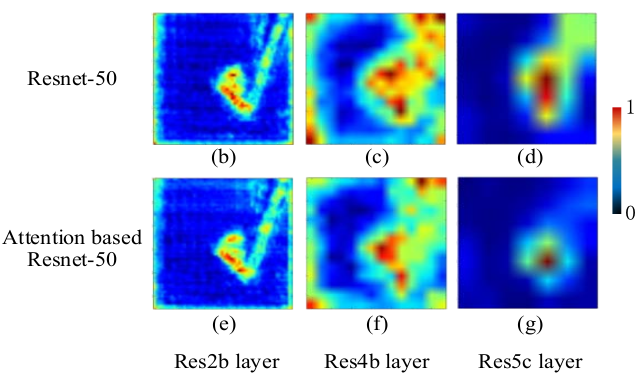 Resnet-50
1
0
(b) (c) (d)
Attention based
Resnet-50
(e) (f) (g)
Res2b layer Res4b layer Res5c layer